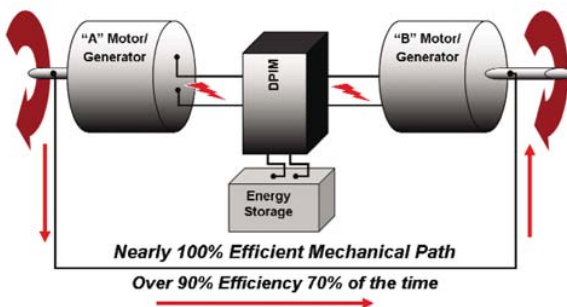 "A" Motor/
Generator
DPIM
"B" Motor/
Generator
Energy
Storage
Nearly 100% Efficient Mechanical Path
Over 90% Efficiency 70% of the time